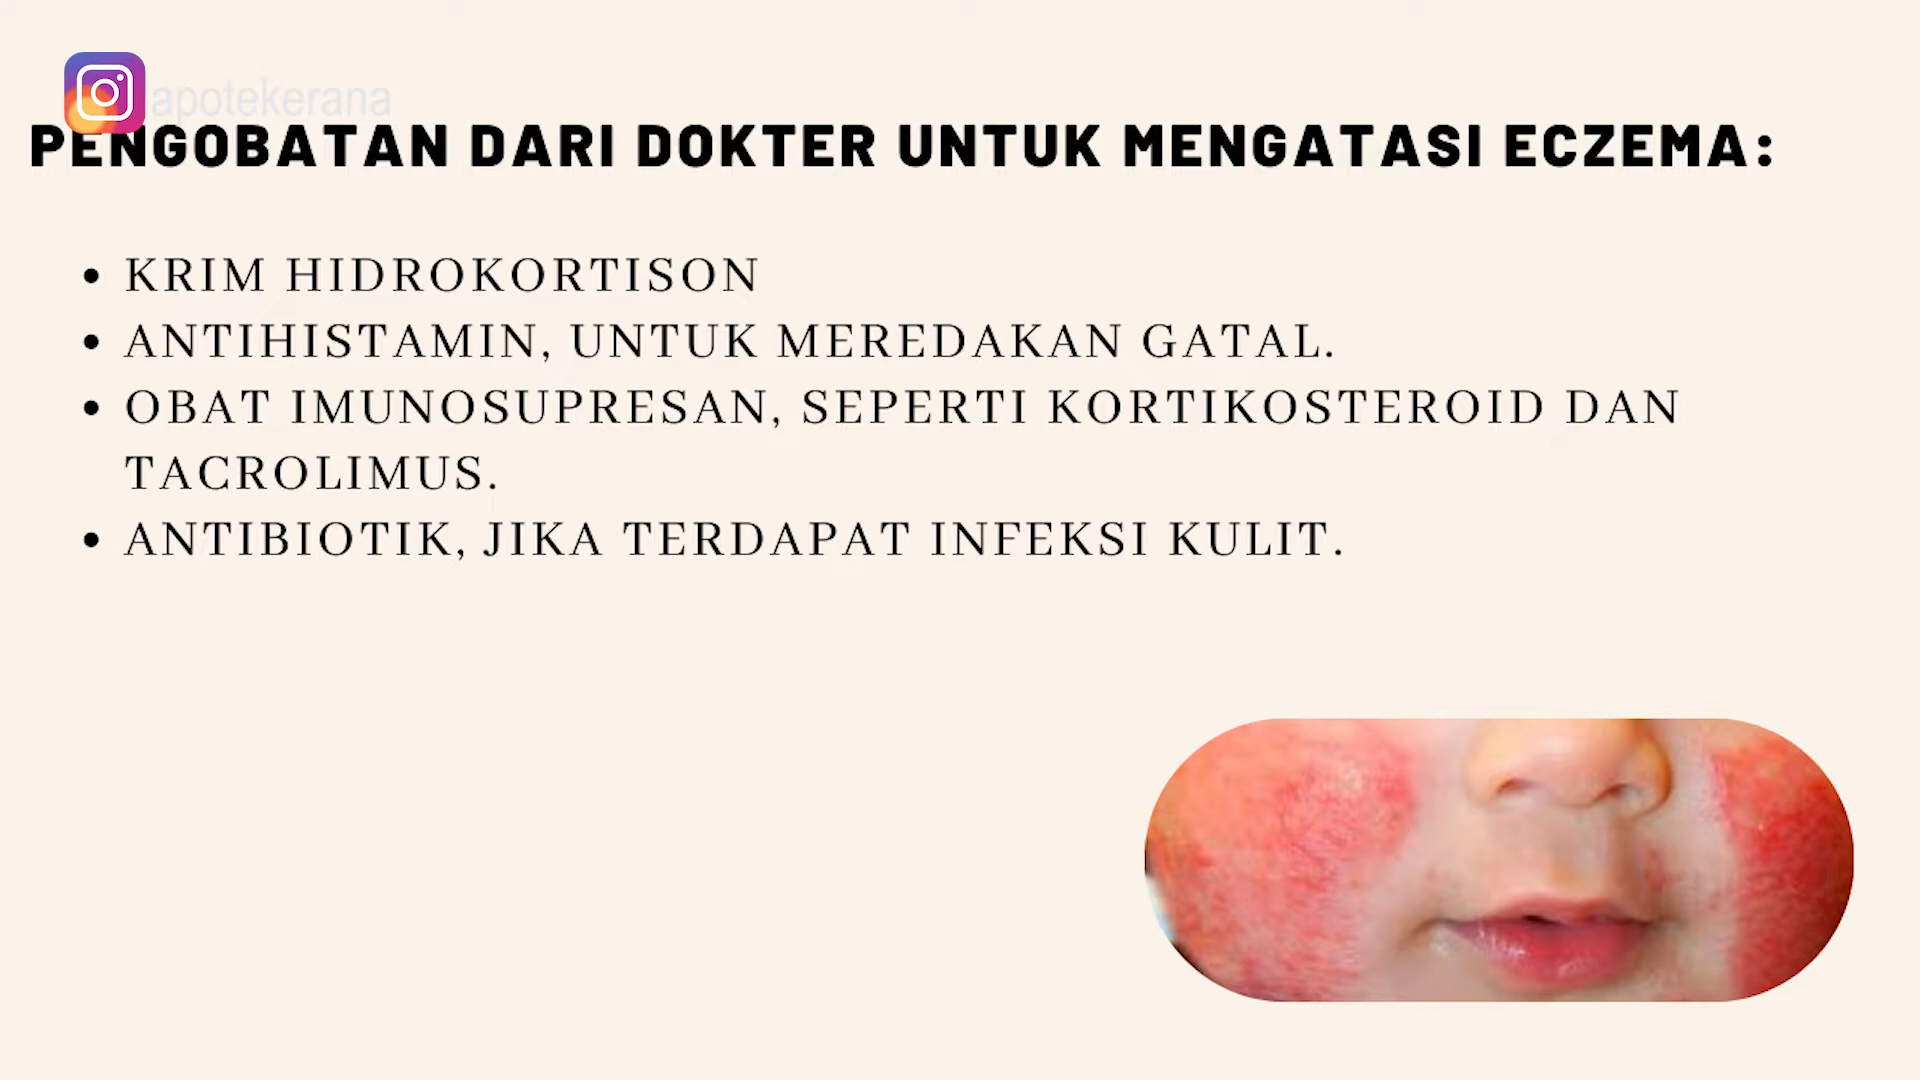 apotekerana
PENGOBATAN DARI DOKTER UNTUK MENGATASI ECZEMA:
• KRIM HIDROKORTISON
• ANTIHISTAMIN, UNTUK MEREDAKAN GATAL.
• OBAT IMUNOSUPRESAN, SEPERTI KORTIKOSTEROID DAN
TACROLIMUS.
• ANTIBIOTIK, JIKA TERDAPAT INFEKSI KULIT.